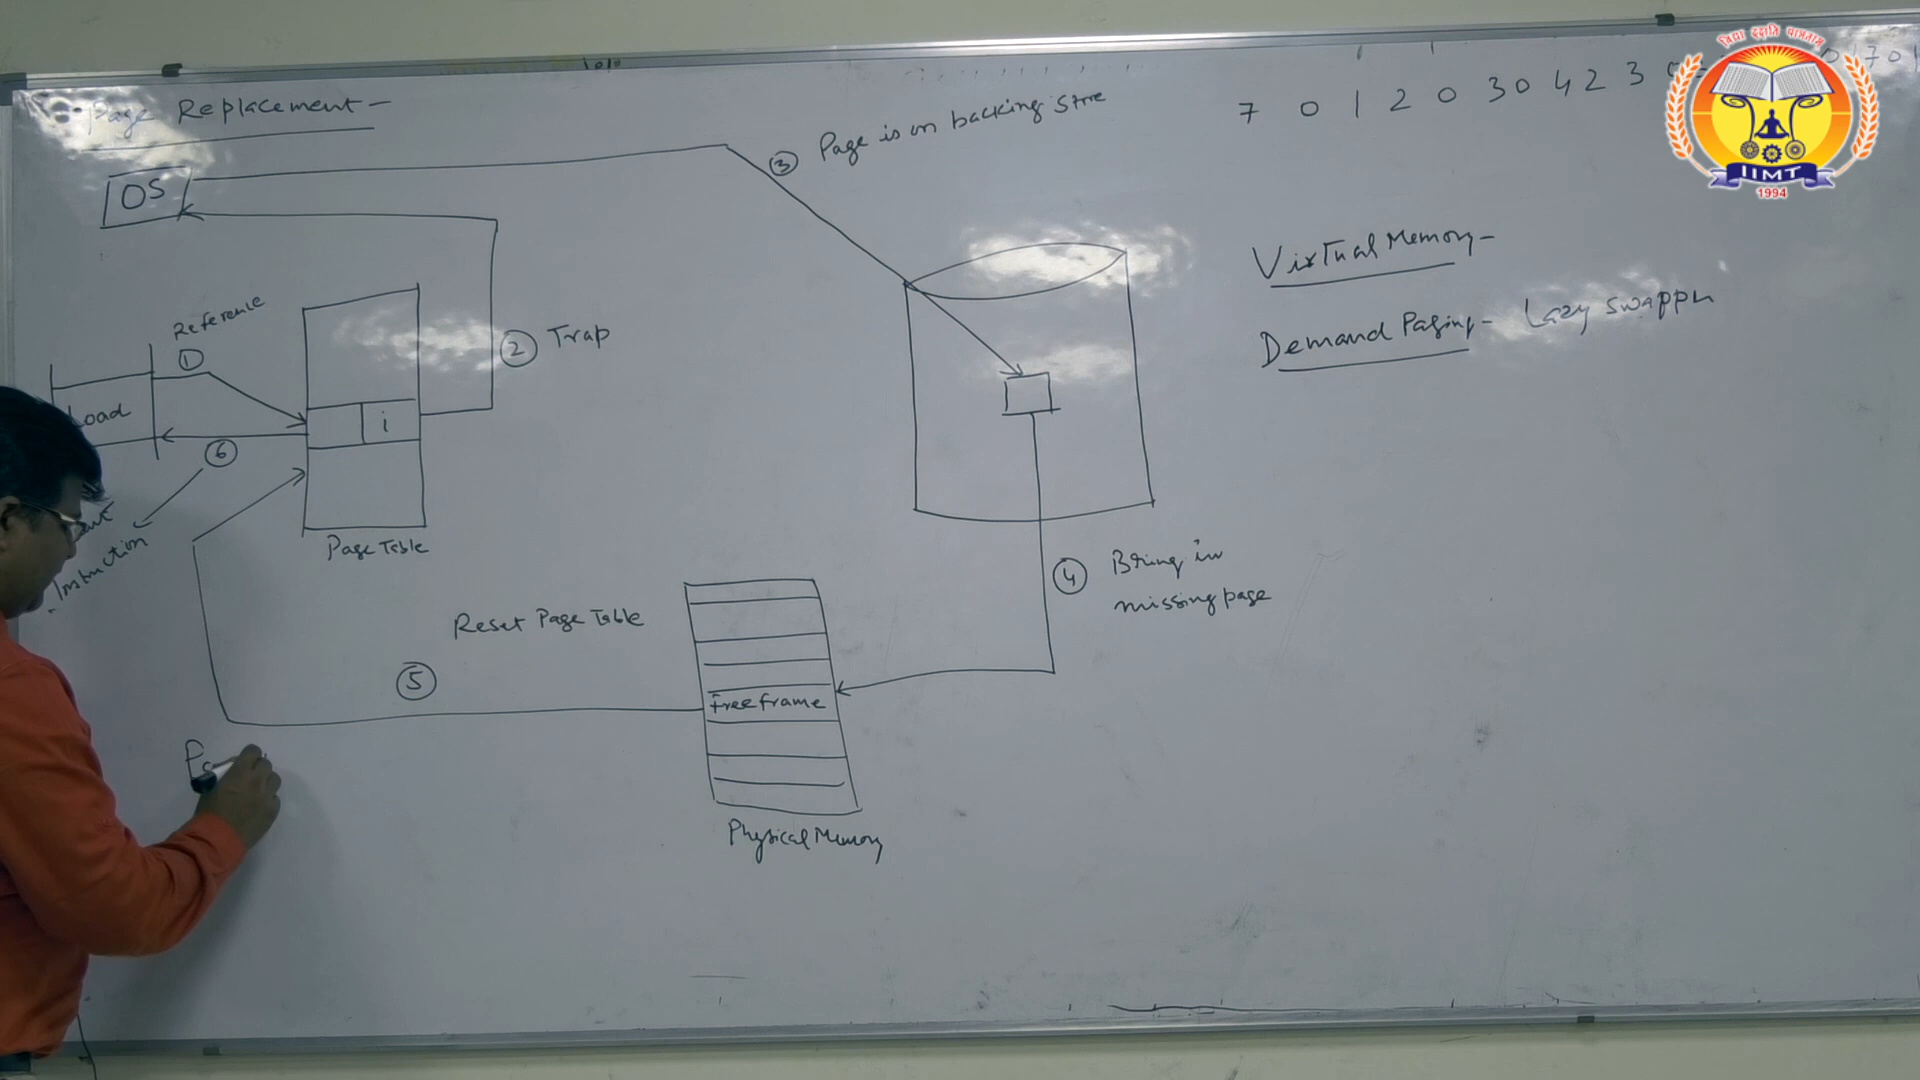 Page Replacement -
7 0 1 2 0 3 0 4 2 3
③ Page is on backing store
OS
Virtual Memory -
Demand Paging - Lazy swapper
Reference
①
② Trap
Load
i
⑥
Instruction
Page Table
④ Bring in
missing page
Reset Page Table
⑤
free frame
Physical Memory
विद्या
IIMT
1994